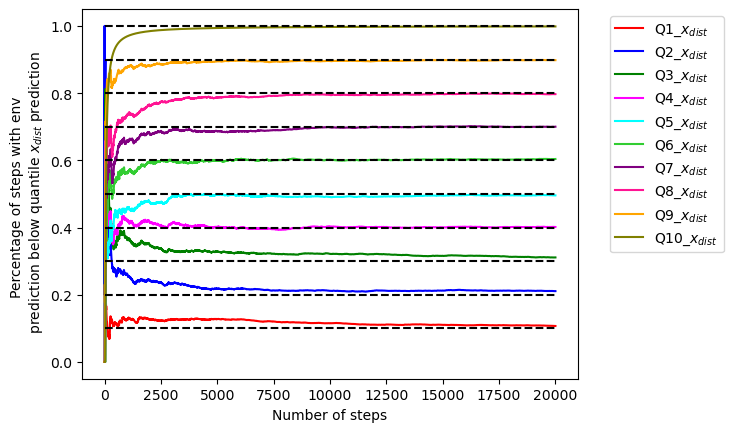 Percentage of steps with env
prediction below quantile x_dist prediction
1.0
0.8
0.6
0.4
0.2
0.0
0
2500
5000
7500
10000
12500
15000
17500
20000
Number of steps
Q1_x_dist
Q2_x_dist
Q3_x_dist
Q4_x_dist
Q5_x_dist
Q6_x_dist
Q7_x_dist
Q8_x_dist
Q9_x_dist
Q10_x_dist